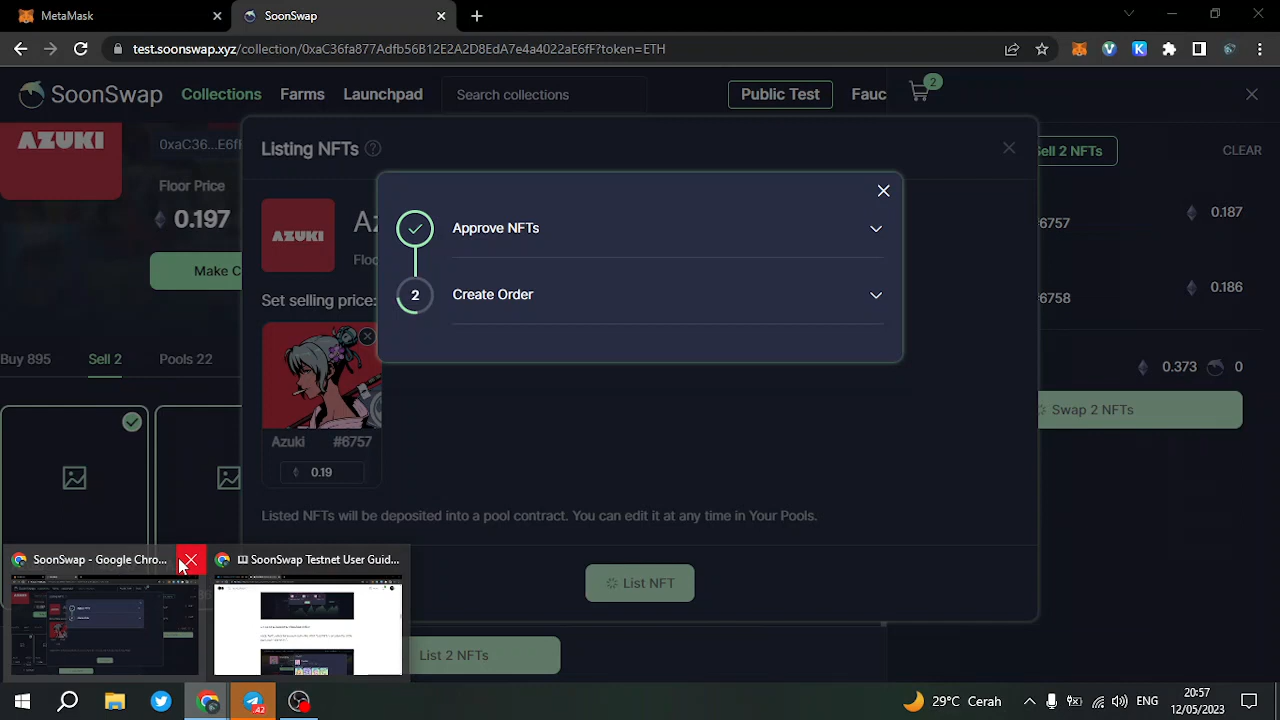 MetaMask
SoonSwap
test.soonswap.xyz/collection/0xaC36fa877Adfb56B12E2A2D8EdA7e4a4022aE6fF?token=ETH
SoonSwap
Collections
Farms
Launchpad
Search collections
Public Test
Fauc
2
AZUKI
0xaC36...E6fF
Floor Price
0.197
Make C
Listing NFTs
?
AZUKI
Az
Floo
Set selling price:
Approve NFTs
2
Create Order
Sell 2 NFTs
CLEAR
#6757
0.187
#6758
0.186
0.373
0
Swap 2 NFTs
Buy 895
Sell 2
Pools 22
Azuki
#6757
0.19
Listed NFTs will be deposited into a pool contract. You can edit it at any time in Your Pools.
List NFT
List 2 NFTs
SoonSwap - Google Chro...
SoonSwap Testnet User Guid...
42
29°C Cerah
ENG
20:57
12/05/2023